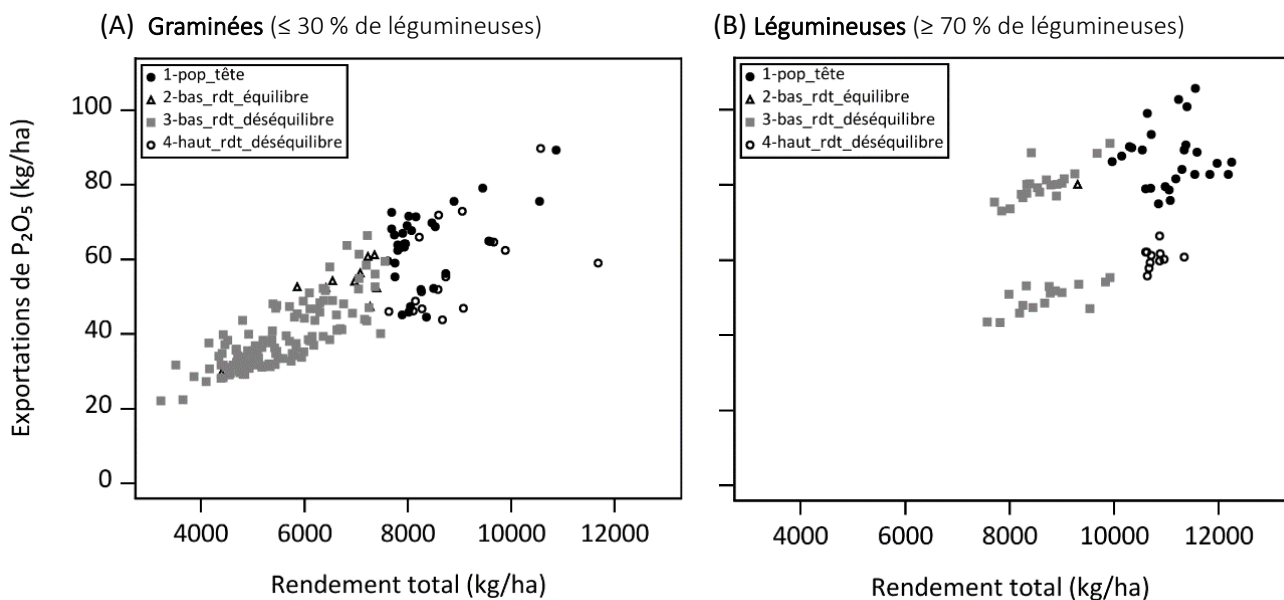 (A) Graminées (≤ 30 % de légumineuses)
1-pop_tête
2-bas_rdt_équilibre
3-bas_rdt_déséquilibre
4-haut_rdt_déséquilibre
Exportations de P₂O₅ (kg/ha)
100
80
60
40
20
0
4000 6000 8000 10000 12000
Rendement total (kg/ha)
(B) Légumineuses (≥ 70 % de légumineuses)
1-pop_tête
2-bas_rdt_équilibre
3-bas_rdt_déséquilibre
4-haut_rdt_déséquilibre
4000 6000 8000 10000 12000
Rendement total (kg/ha)